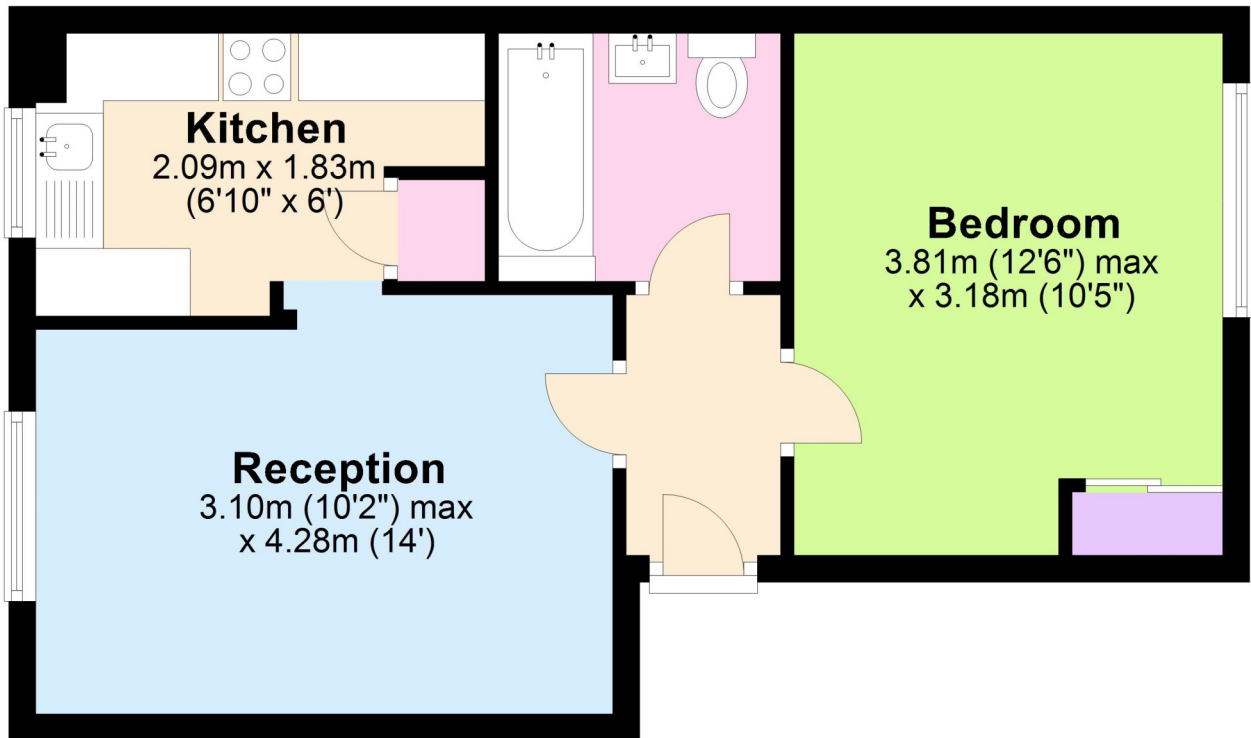 Kitchen
2.09m x 1.83m
(6'10" x 6')
Bedroom
3.81m (12'6") max
x 3.18m (10'5")
Reception
3.10m (10'2") max
x 4.28m (14')